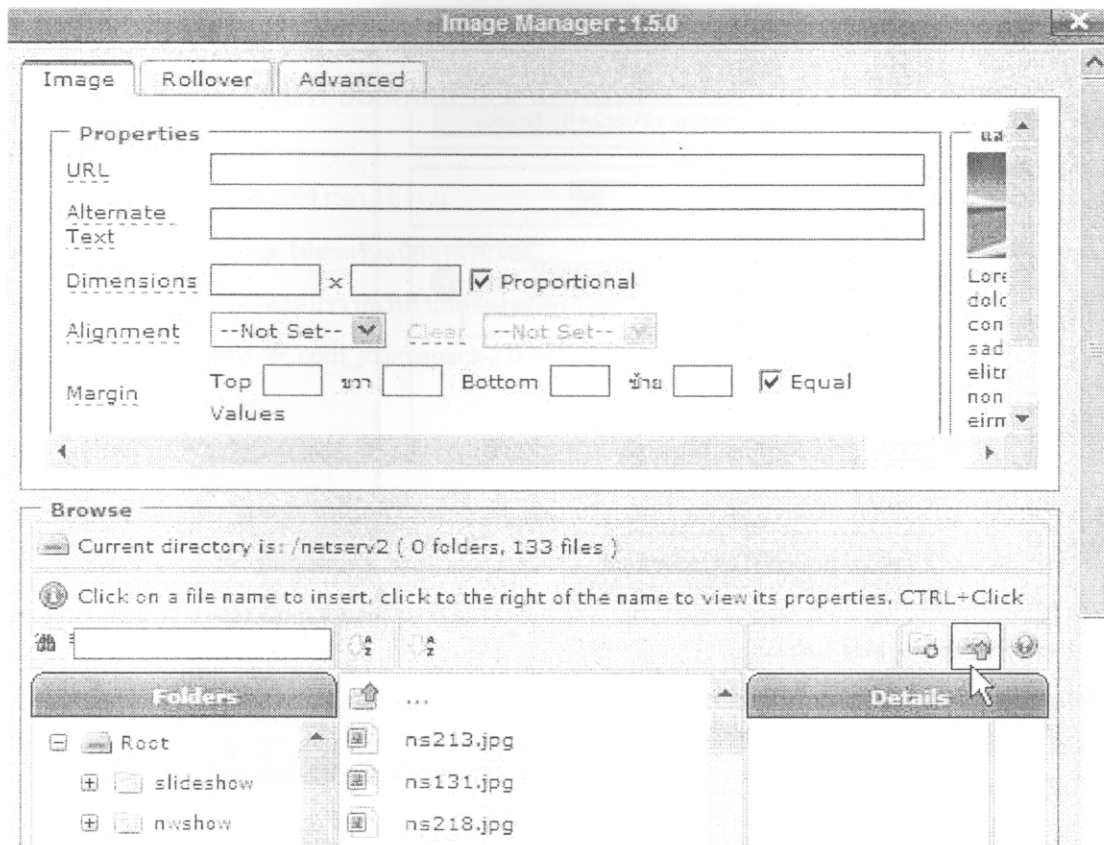 Image Manager : 1.5.0
Image Rollover Advanced
Properties
URL
Alternate Text
Dimensions x Proportional
Alignment --Not Set-- Clear --Not Set--
Margin Top ขวา Bottom ซ้าย Equal Values
Lore
dolo
con
sad
elitr
non
eirm
Browse
Current directory is: /netserv2 ( 0 folders, 133 files )
Click on a file name to insert, click to the right of the name to view its properties. CTRL+Click
Folders
...
Details
Root
ns213.jpg
slideshow
ns131.jpg
nwshow
ns218.jpg